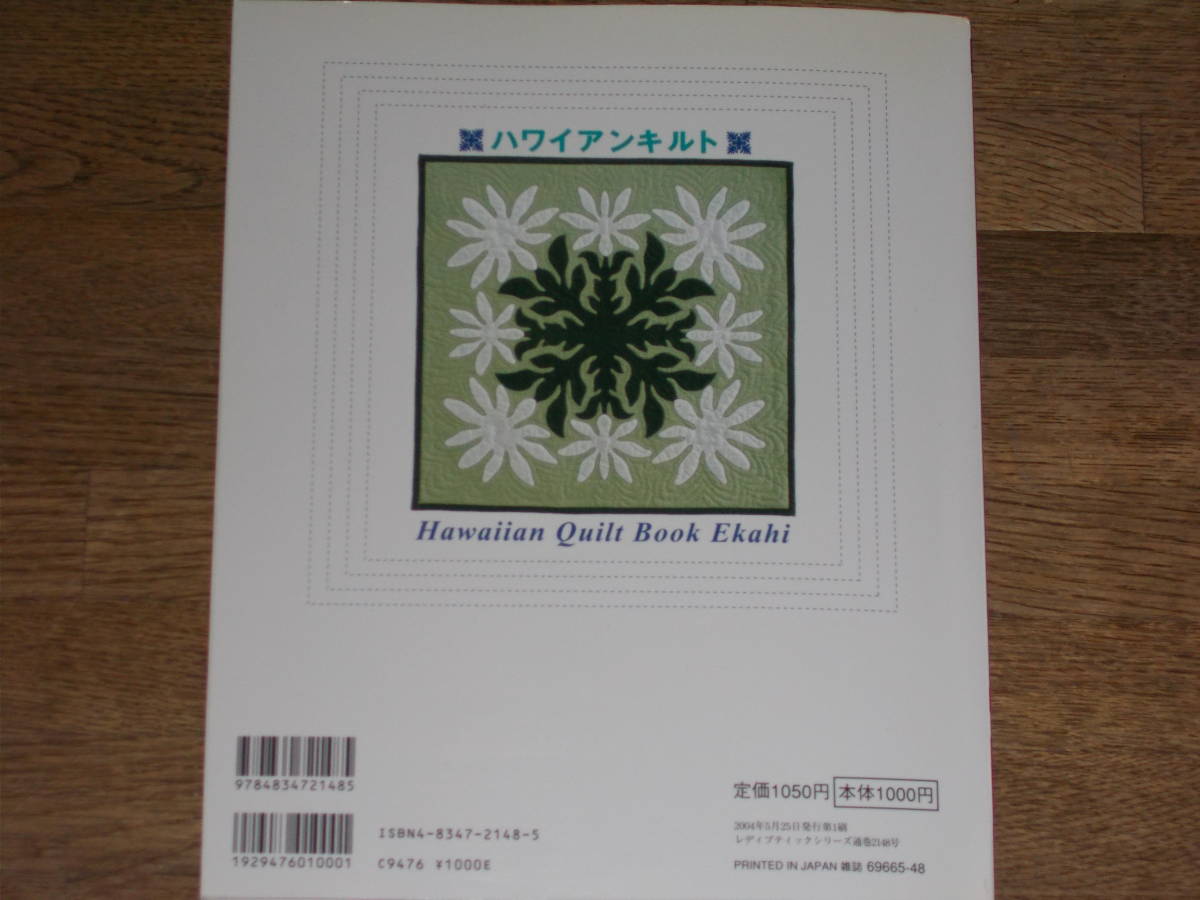 ハワイアンキルト
Hawaiian Quilt Book Ekahi
9784834721485
1929476010001
ISBN4-8347-2148-5
C9476 ¥1000E
定価1050円 本体1000円
2004年5月25日発行第1刷
レディブティックシリーズ通巻2148号
PRINTED IN JAPAN 雑誌 69665-48